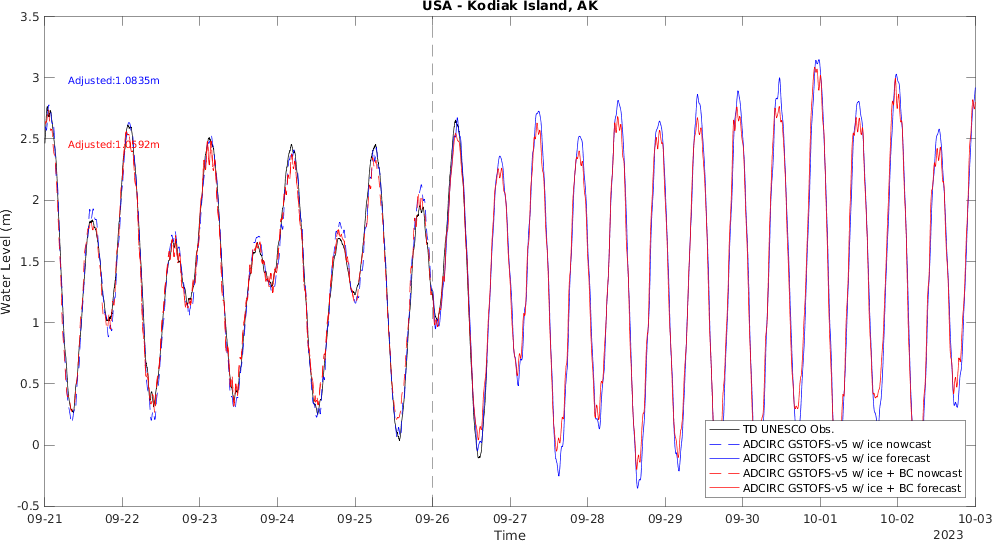 USA - Kodiak Island, AK
3.5
3
2.5
2
1.5
1
0.5
0
-0.5
Water Level (m)
Adjusted:1.0835m
Adjusted:1.0592m
TD UNESCO Obs.
ADCIRC GSTOFS-v5 w/ ice nowcast
ADCIRC GSTOFS-v5 w/ ice forecast
ADCIRC GSTOFS-v5 w/ ice + BC nowcast
ADCIRC GSTOFS-v5 w/ ice + BC forecast
09-21 09-22 09-23 09-24 09-25 09-26 09-27 09-28 09-29 09-30 10-01 10-02 10-03
Time
2023